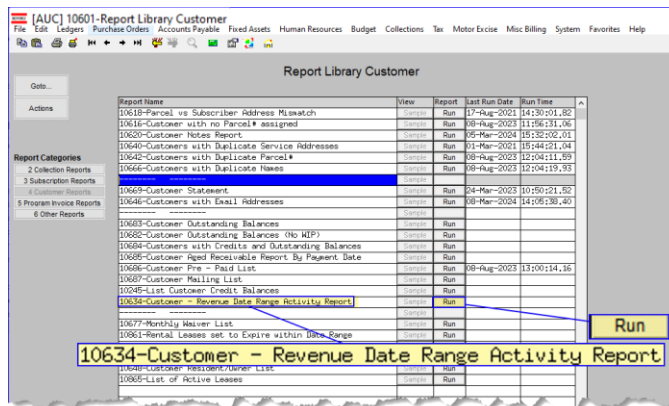 [AUC] 10601-Report Library Customer
File Edit Ledgers Purchase Orders Accounts Payable Fixed Assets Human Resources Budget Collections Tax Motor Excise Misc Billing System Favorites Help
Report Library Customer
Goto...
Actions
Report Categories
2 Collection Reports
3 Subscription Reports
4 Customer Reports
5 Program Invoice Reports
6 Other Reports
Report Name View Report Last Run Date Run Time
10618-Parcel vs Subscriber Address Mismatch Sample Run 17-Aug-2021 14:30:01.82
10616-Customer with no Parcel# assigned Sample Run 08-Aug-2023 11:56:31.06
10620-Customer Notes Report Sample Run 05-Mar-2024 15:32:02.01
10640-Customers with Duplicate Service Addresses Sample Run 01-Mar-2021 15:44:21.04
10642-Customers with Duplicate Parcel# Sample Run 08-Aug-2023 12:04:11.59
10666-Customers with Duplicate Names Sample Run 08-Aug-2023 12:04:19.93
-------- -------- Sample
10669-Customer Statement Sample Run 24-Mar-2023 10:50:21.52
10646-Customers with Email Addresses Sample Run 08-Mar-2024 14:05:38.40
-------- -------- Sample
10683-Customer Outstanding Balances Sample Run
10682-Customer Outstanding Balances (No WIP) Sample Run
10684-Customers with Credits and Outstanding Balances Sample Run
10685-Customer Aged Receivable Report By Payment Date Sample Run
10686-Customer Pre - Paid List Sample Run 08-Aug-2023 13:00:14.16
10687-Customer Mailing List Sample Run
10245-List Customer Credit Balances Sample Run
10634-Customer - Revenue Date Range Activity Report Sample Run
-------- -------- Sample
10677-Monthly Waiver List Sample Run
10861-Rental Leases set to Expire within Date Range Sample Run
Run
10634-Customer - Revenue Date Range Activity Report
10648-Customer Resident/Owner List Sample Run
10865-List of Active Leases Sample Run